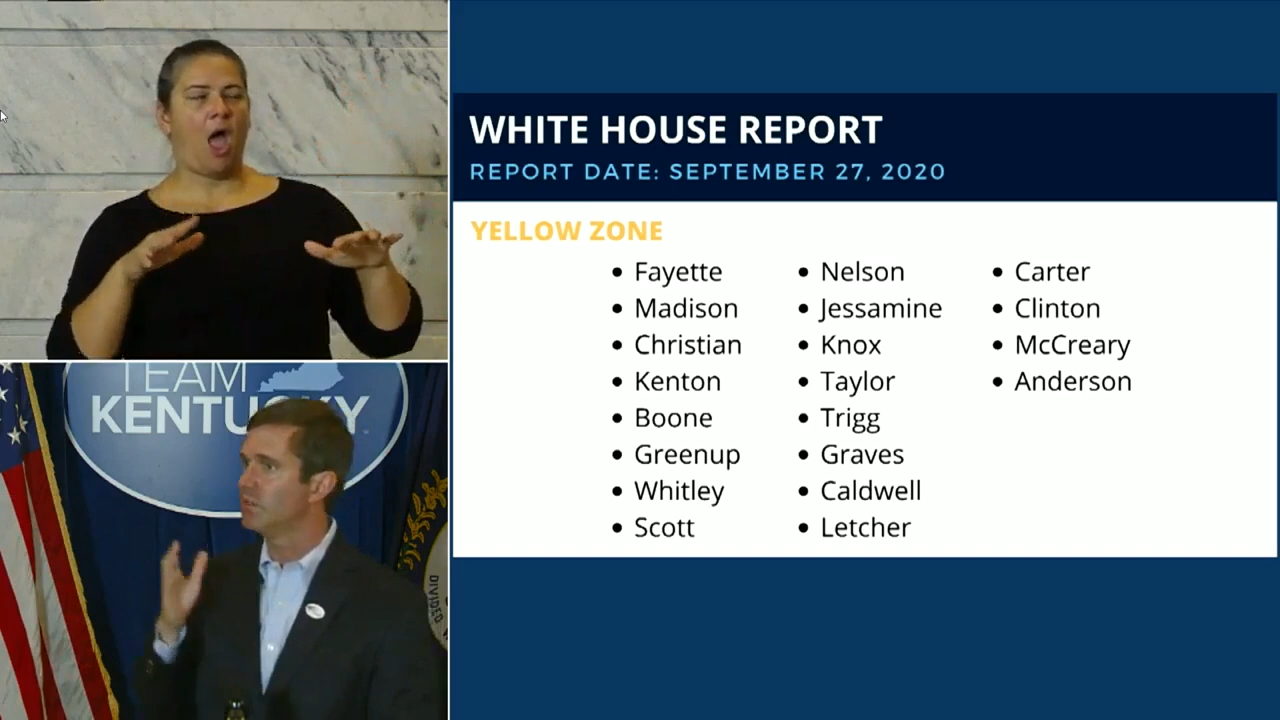 TEAM
KENTUCKY
DIVIDED
WHITE HOUSE REPORT
REPORT DATE: SEPTEMBER 27, 2020
YELLOW ZONE
• Fayette
• Madison
• Christian
• Kenton
• Boone
• Greenup
• Whitley
• Scott
• Nelson
• Jessamine
• Knox
• Taylor
• Trigg
• Graves
• Caldwell
• Letcher
• Carter
• Clinton
• McCreary
• Anderson